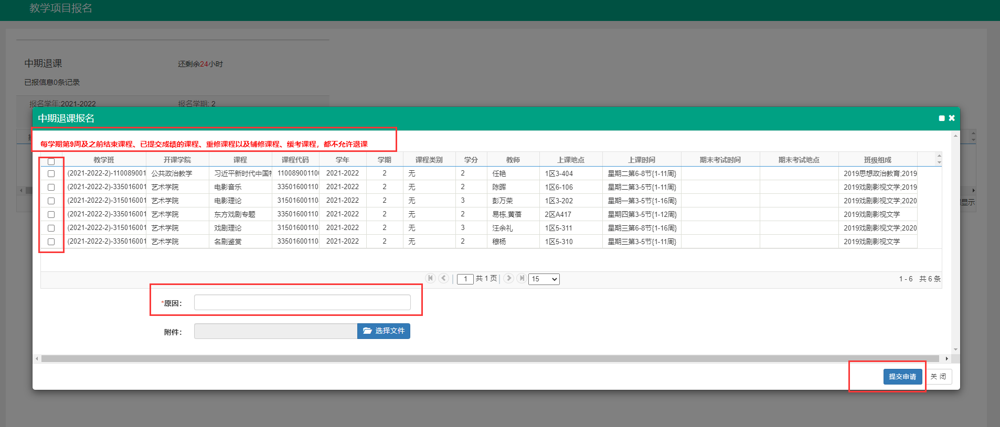 教学项目报名
中期退课 还剩余24小时
已报信息0条记录
报名学年:2021-2022 报名学期: 2
中期退课报名
每学期第9周及之前结束课程、已提交成绩的课程、重修课程以及辅修课程、缓考课程，都不允许退课
教学班 开课学院 课程 课程代码 学年 学期 课程类别 学分 教师 上课地点 上课时间 期末考试时间 期末考试地点 班级组成
(2021-2022-2)-110089001 公共政治教学 习近平新时代中国 110089001100 2021-2022 2 无 2 任艳 1区3-404 星期二第6-8节{1-11周} 2019思想政治教育;2019
(2021-2022-2)-335016001 艺术学院 电影音乐 33501600110 2021-2022 2 无 2 陈晖 1区6-106 星期二第3-5节{1-11周} 2019戏剧影视文学;2019
(2021-2022-2)-315016001 艺术学院 电影理论 31501600110 2021-2022 2 无 3 彭万荣 1区3-202 星期一第3-5节{1-16周} 2019戏剧影视文学;2020
(2021-2022-2)-335016001 艺术学院 东方戏剧专题 33501600110 2021-2022 2 无 2 易栋,黄蓓 2区A417 星期四第3-5节{1-12周} 2019戏剧影视文学
(2021-2022-2)-315016001 艺术学院 戏剧理论 31501600110 2021-2022 2 无 3 汪余礼 1区5-311 星期三第6-8节{1-16周} 2019戏剧影视文学;2020
(2021-2022-2)-335016001 艺术学院 名剧鉴赏 33501600110 2021-2022 2 无 2 穆杨 1区5-310 星期三第3-5节{1-11周} 2019戏剧影视文学
显示
1 共 1 页 15 1 - 6 共 6 条
*原因：
附件： 选择文件
提交申请 关 闭